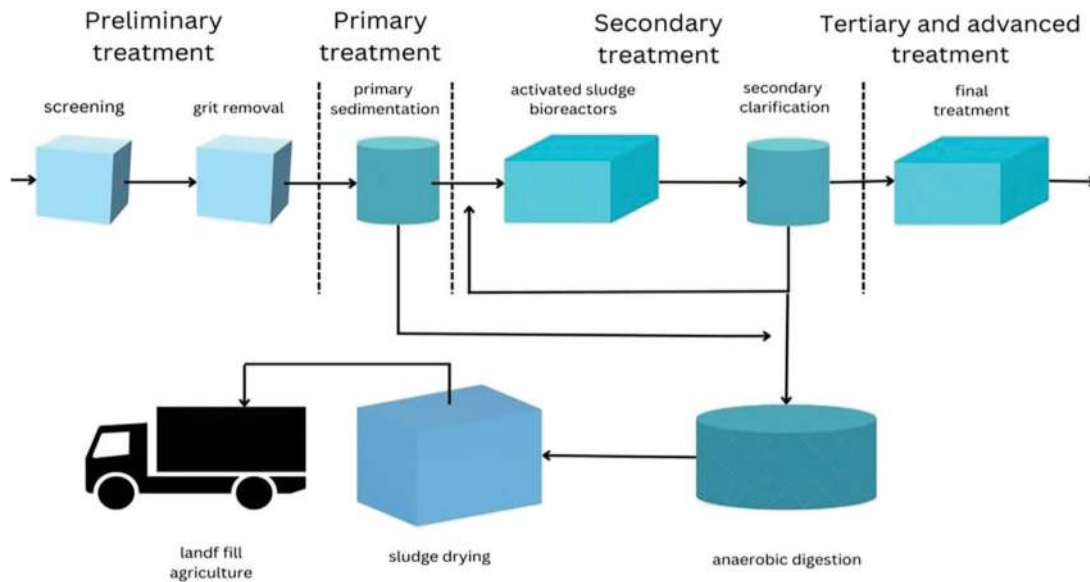 Preliminary
treatment
Primary
treatment
Secondary
treatment
Tertiary and advanced
treatment
screening
grit removal
primary
sedimentation
activated sludge
bioreactors
secondary
clarification
final
treatment
landf fill
agriculture
sludge drying
anaerobic digestion